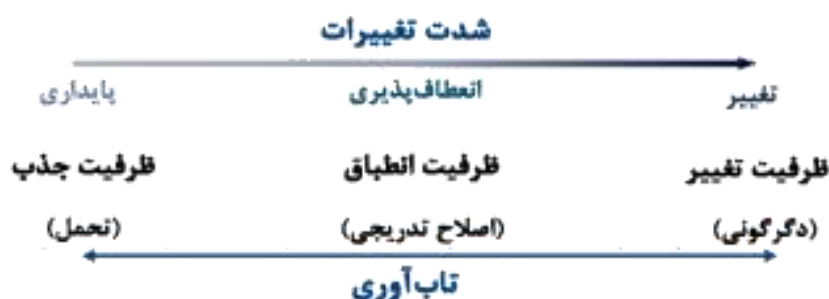 شدت تغییرات
تغییر انعطاف‌پذیری پایداری
ظرفیت تغییر ظرفیت انطباق ظرفیت جذب
(دگرگونی) (اصلاح تدریجی) (تحمل)
تاب‌آوری